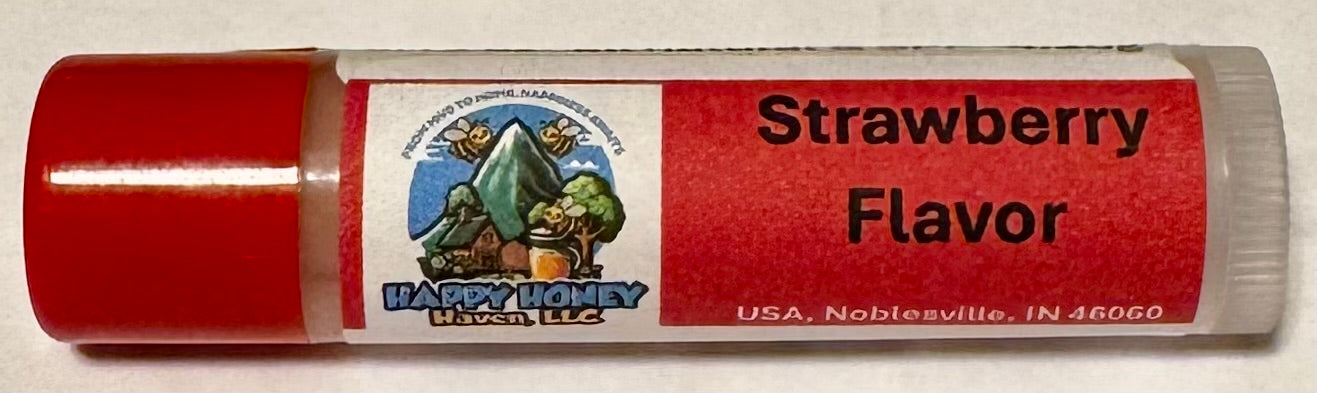 HAPPY HONEY
Haven, LLC
Strawberry
Flavor
USA, Noblesville, IN 46060